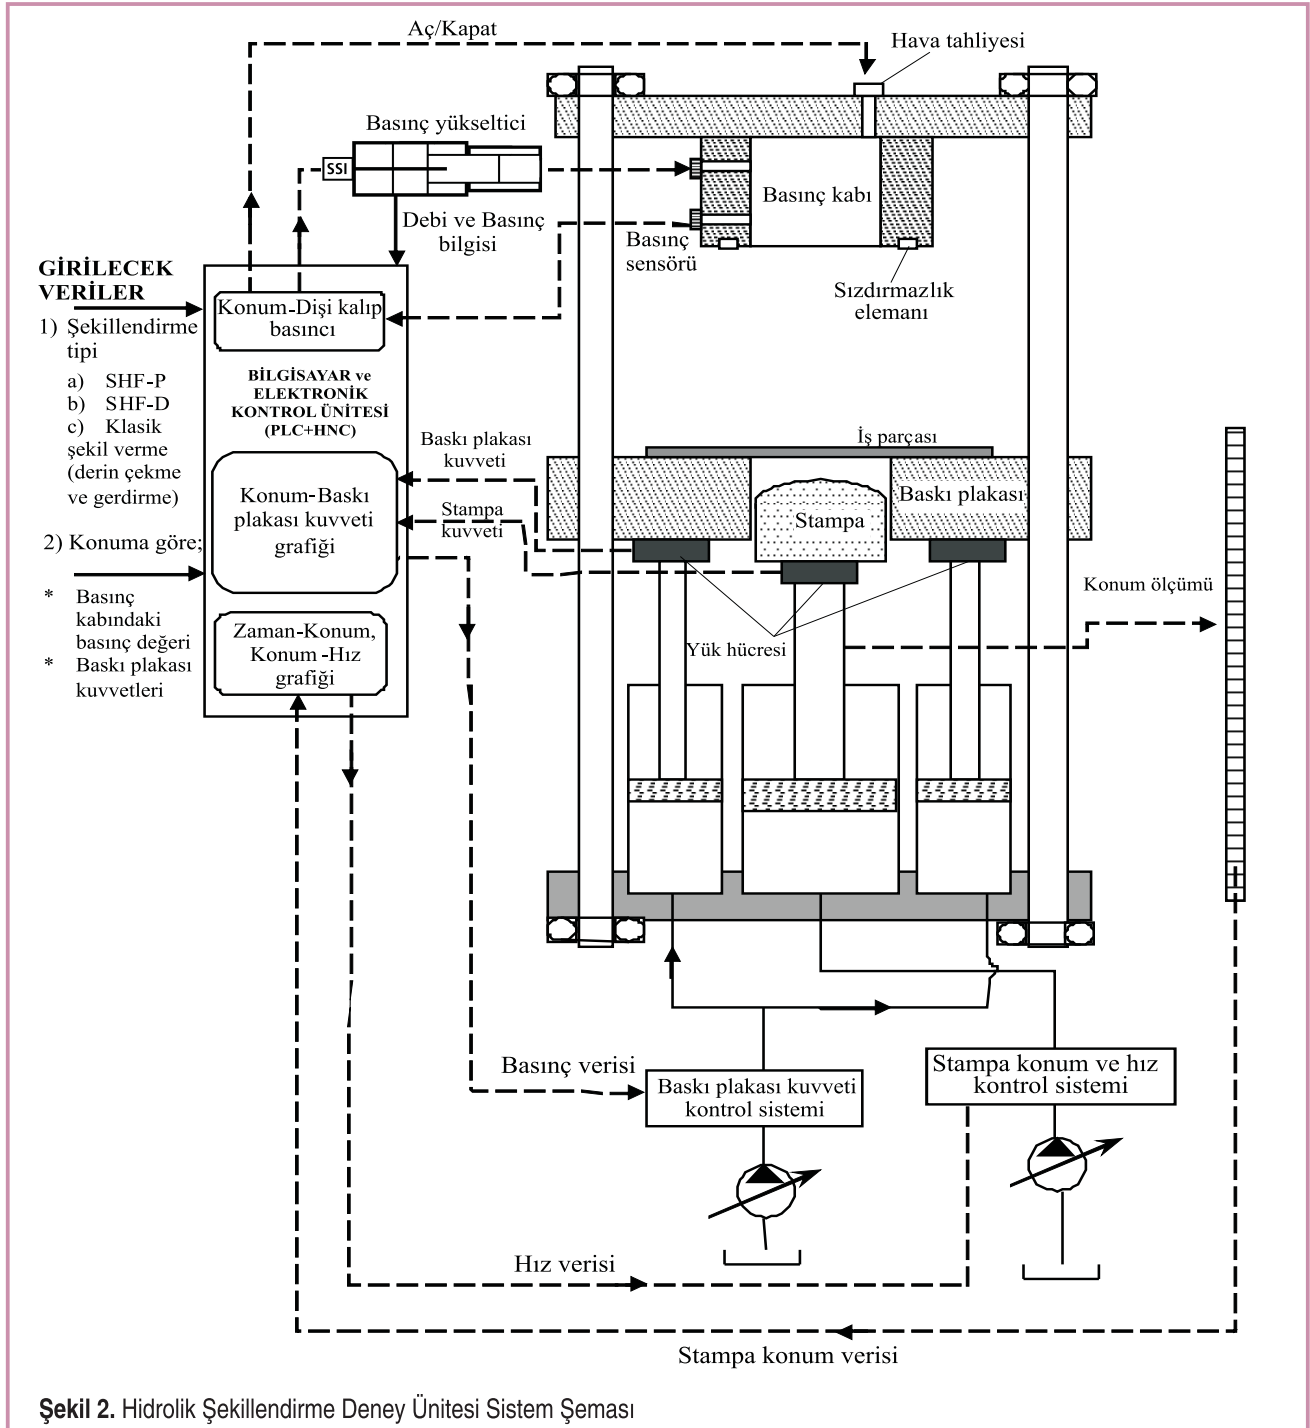 Aç/Kapat
Hava tahliyesi
Basınç yükseltici
SSI
Basınç kabı
Debi ve Basınç
bilgisi
Basınç
sensörü
Sızdırmazlık
elemanı
GİRİLECEK
VERİLER
1) Şekillendirme
tipi
a) SHF-P
b) SHF-D
c) Klasik
şekil verme
(derin çekme
ve gerdirme)
2) Konuma göre;
* Basınç
kabındaki
basınç değeri
* Baskı plakası
kuvvetleri
Konum-Dişi kalıp
basıncı
BİLGİSAYAR ve
ELEKTRONİK
KONTROL ÜNİTESİ
(PLC+HNC)
Konum-Baskı
plakası kuvveti
grafiği
Zaman-Konum,
Konum-Hız
grafiği
Baskı plakası
kuvveti
Stampa
kuvveti
İş parçası
Baskı plakası
Stampa
Yük hücresi
Konum ölçümü
Basınç verisi
Baskı plakası kuvveti
kontrol sistemi
Stampa konum ve hız
kontrol sistemi
Hız verisi
Stampa konum verisi
Şekil 2. Hidrolik Şekillendirme Deney Ünitesi Sistem Şeması